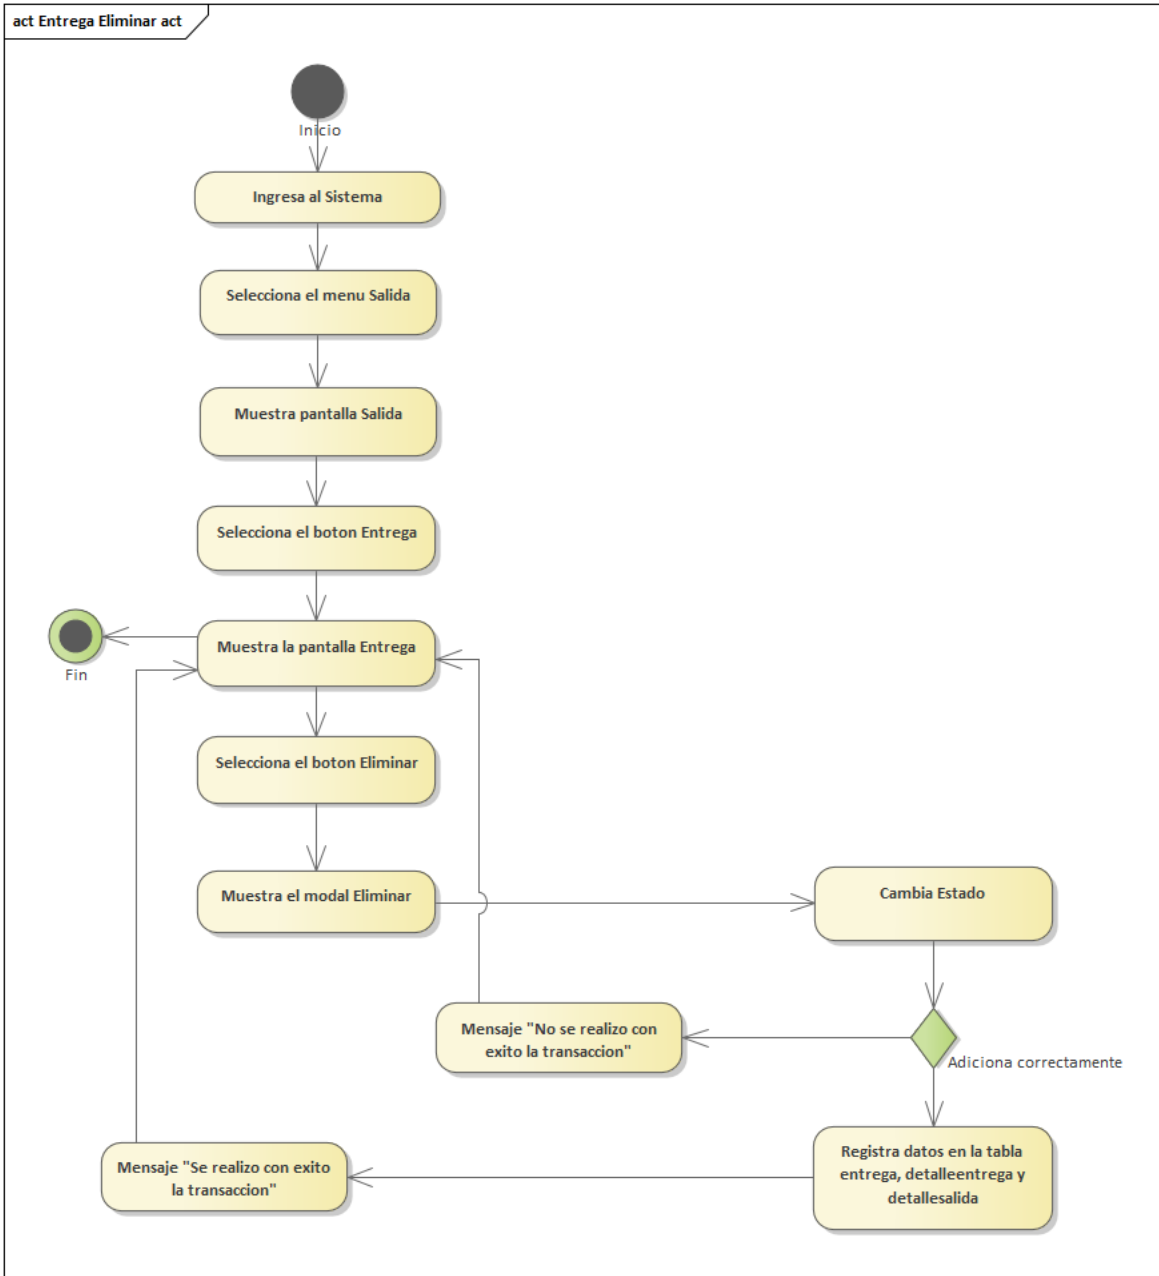 act Entrega Eliminar act
Inicio
Ingresa al Sistema
Selecciona el menu Salida
Muestra pantalla Salida
Selecciona el boton Entrega
Muestra la pantalla Entrega
Fin
Selecciona el boton Eliminar
Muestra el modal Eliminar
Cambia Estado
Mensaje "No se realizo con
exito la transaccion"
Adiciona correctamente
Registra datos en la tabla
entrega, detalleentrega y
detallesalida
Mensaje "Se realizo con exito
la transaccion"